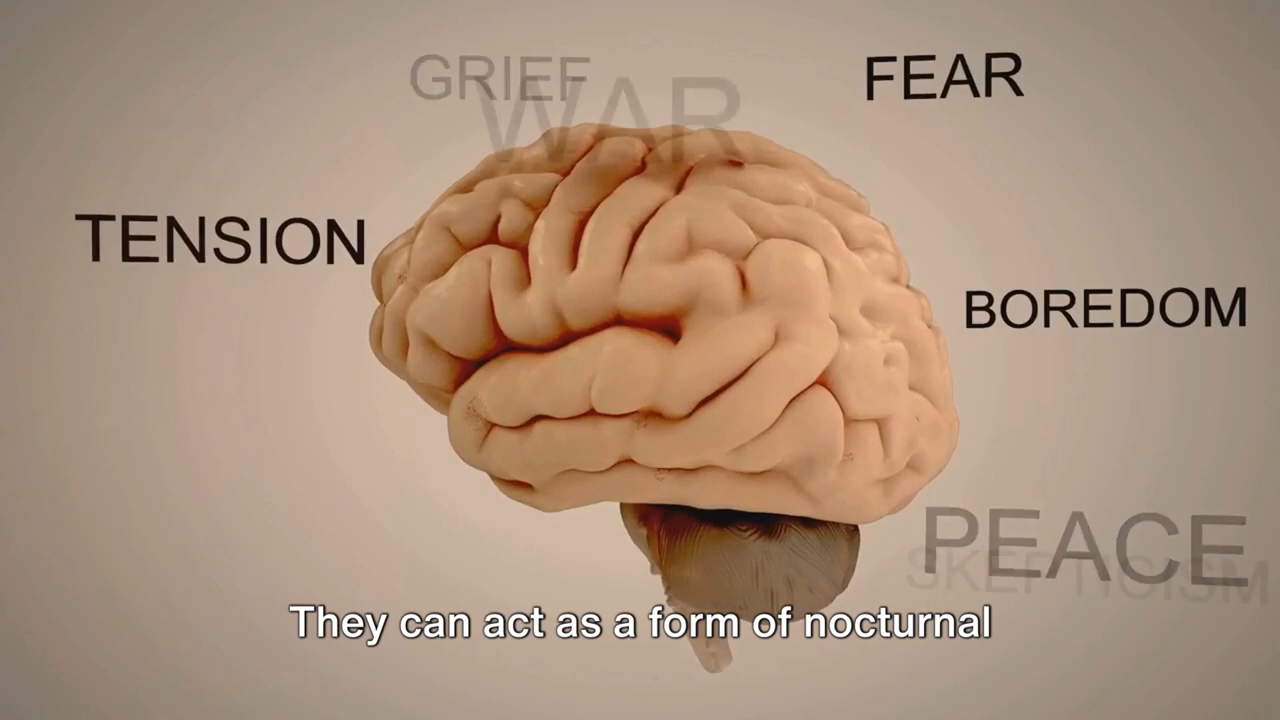 GRIEF
WAR
FEAR
TENSION
BOREDOM
PEACE
SKEPTICISM
They can act as a form of nocturnal